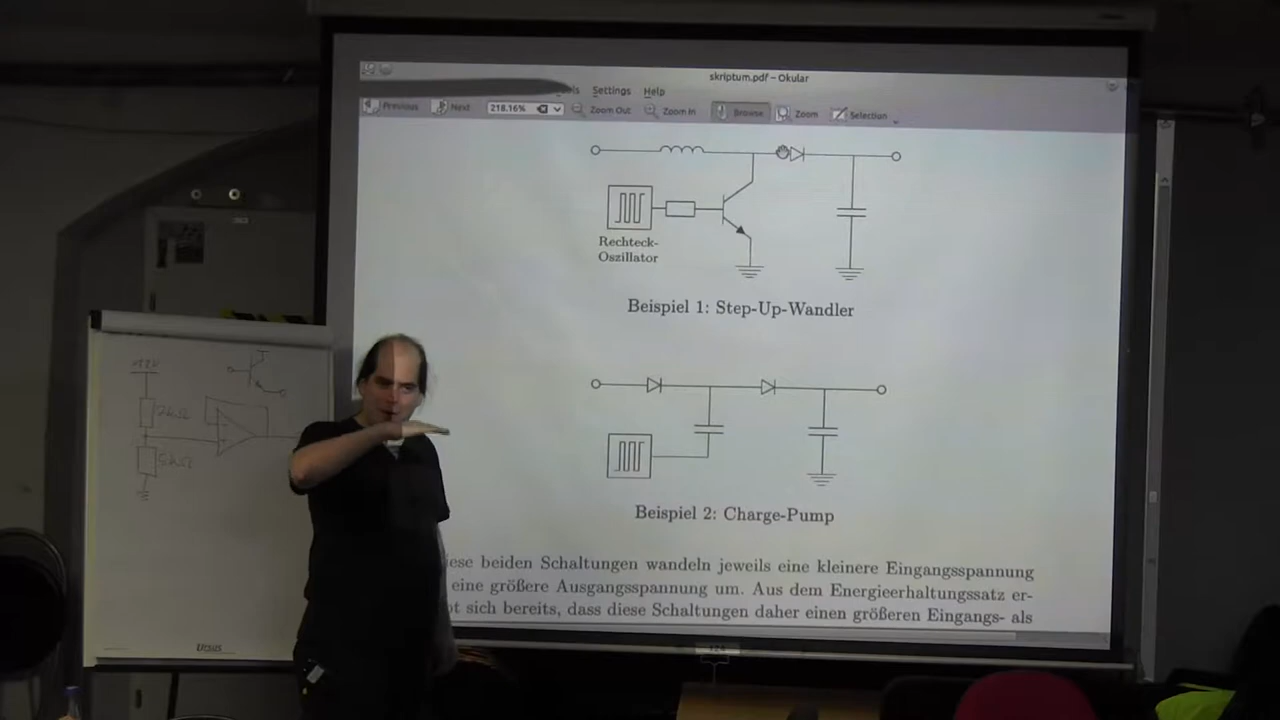 skriptum.pdf – Okular
Settings Help
Previous Next 218.16% Zoom Out Zoom In Browse Zoom Selection
Rechteck-
Oszillator
Beispiel 1: Step-Up-Wandler
Beispiel 2: Charge-Pump
beiden Schaltungen wandeln jeweils eine kleinere Eingangsspannung
eine größere Ausgangsspannung um. Aus dem Energieerhaltungssatz er-
sich bereits, dass diese Schaltungen daher einen größeren Eingangs- als